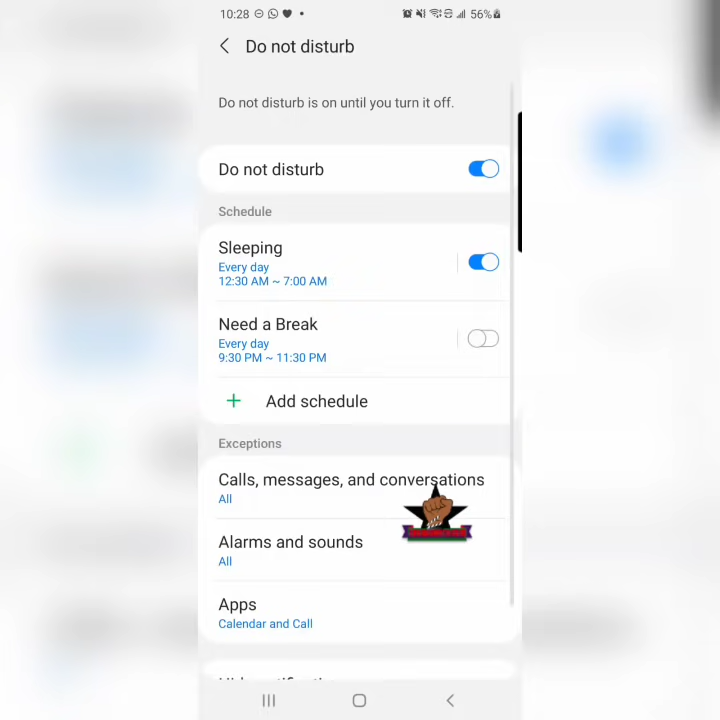 10:28
56%
Do not disturb
Do not disturb is on until you turn it off.
Do not disturb
Schedule
Sleeping
Every day
12:30 AM ~ 7:00 AM
Need a Break
Every day
9:30 PM ~ 11:30 PM
Add schedule
Exceptions
Calls, messages, and conversations
All
Alarms and sounds
All
Apps
Calendar and Call